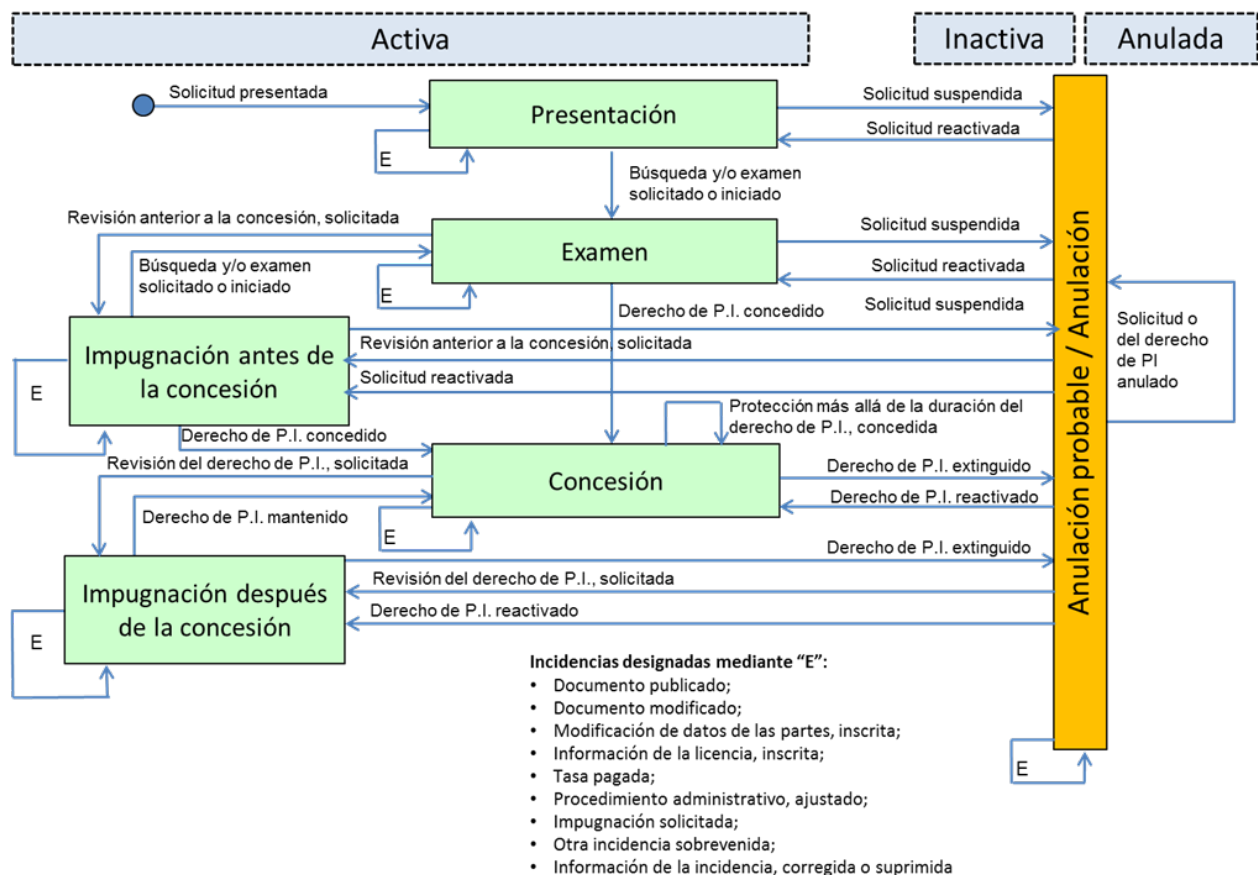 Activa
Inactiva
Anulada
Solicitud presentada
Presentación
Solicitud suspendida
Solicitud reactivada
E
Búsqueda y/o examen
solicitado o iniciado
Revisión anterior a la concesión, solicitada
Examen
Solicitud suspendida
Búsqueda y/o examen
solicitado o iniciado
Solicitud reactivada
E
Derecho de P.I. concedido
Solicitud suspendida
Impugnación antes de
la concesión
Revisión anterior a la concesión, solicitada
Solicitud reactivada
E
Solicitud o
del derecho
de PI
anulado
Anulación probable / Anulación
Protección más allá de la duración del
derecho de P.I., concedida
Derecho de P.I. concedido
Revisión del derecho de P.I., solicitada
Concesión
Derecho de P.I. extinguido
Derecho de P.I. reactivado
Derecho de P.I. mantenido
E
Derecho de P.I. extinguido
Impugnación después
de la concesión
Revisión del derecho de P.I., solicitada
Derecho de P.I. reactivado
E
Incidencias designadas mediante “E”:
• Documento publicado;
• Documento modificado;
• Modificación de datos de las partes, inscrita;
• Información de la licencia, inscrita;
• Tasa pagada;
• Procedimiento administrativo, ajustado;
• Impugnación solicitada;
• Otra incidencia sobrevenida;
• Información de la incidencia, corregida o suprimida
E